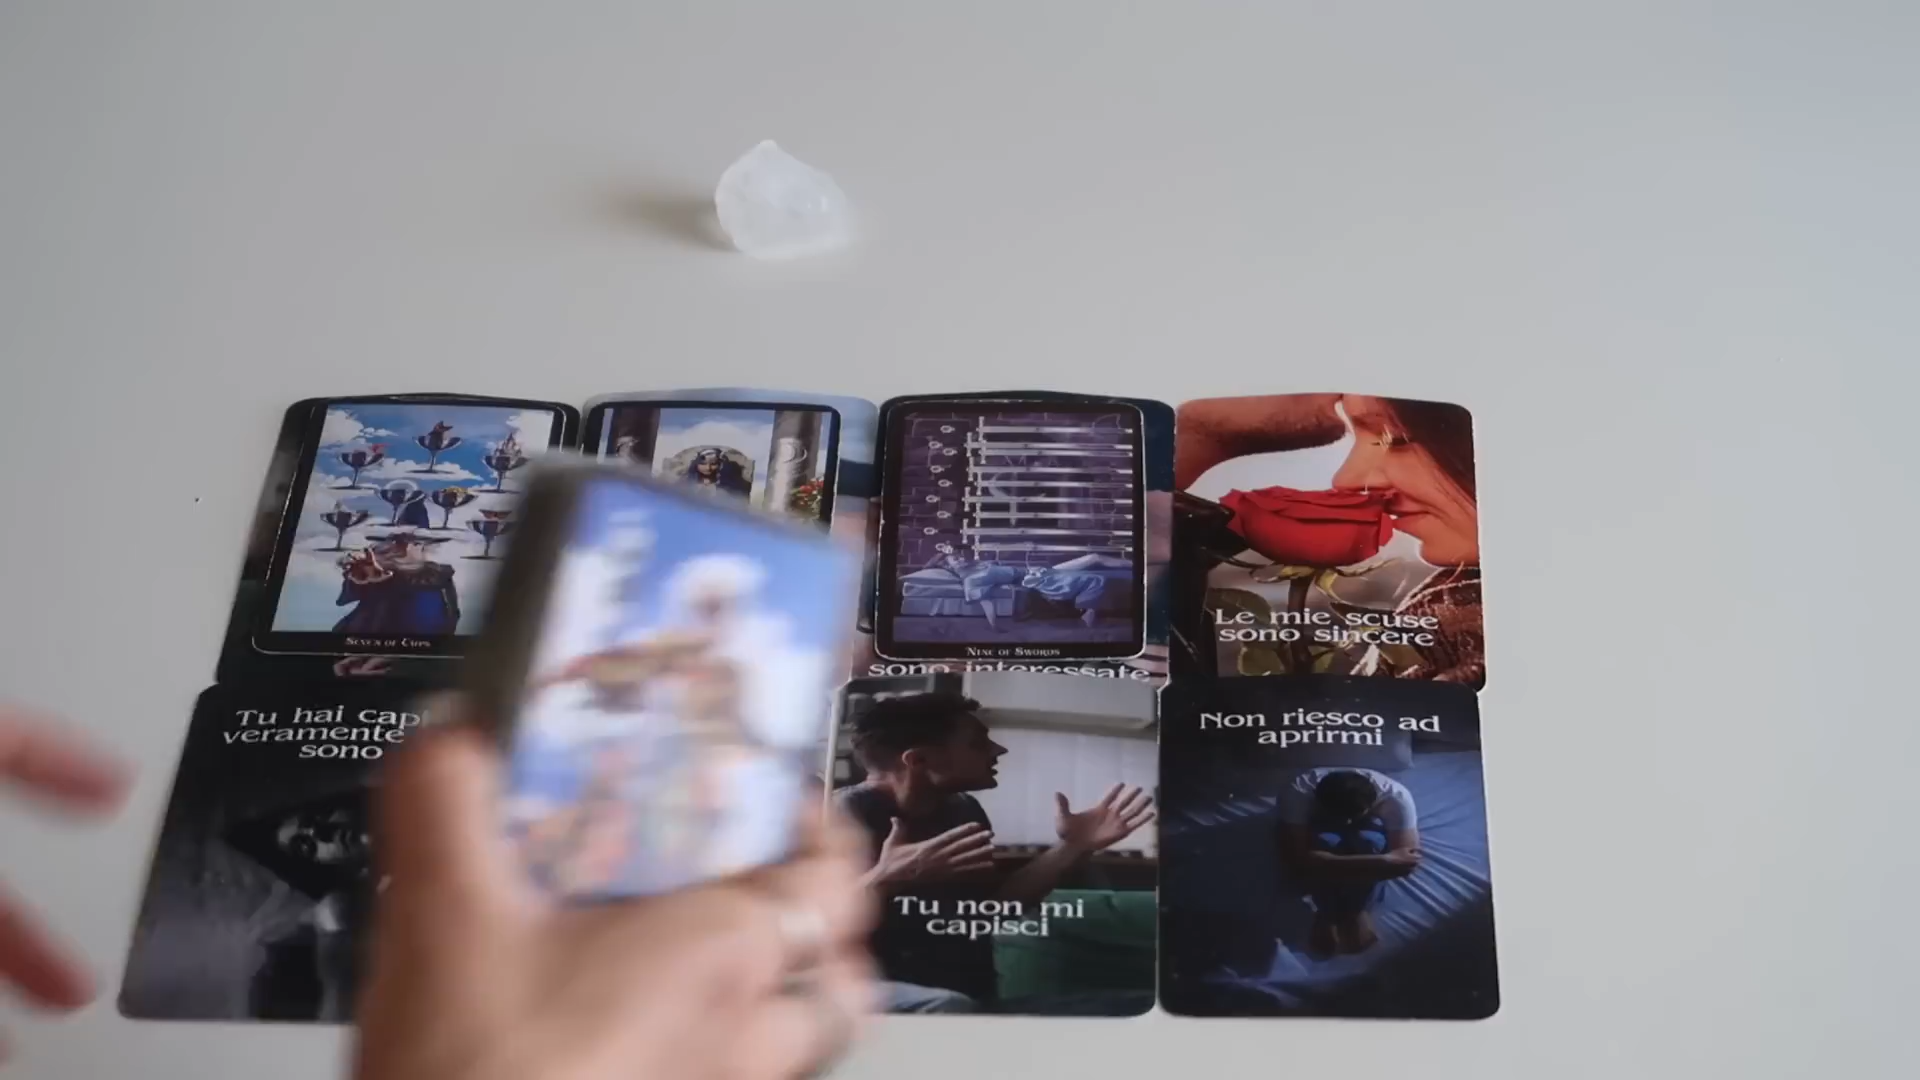 SEVEN OF CUPS
NINE OF SWORDS
sono interessate
Le mie scuse
sono sincere
Tu hai
veramente
sono
Tu non mi
capisci
Non riesco ad
aprirmi